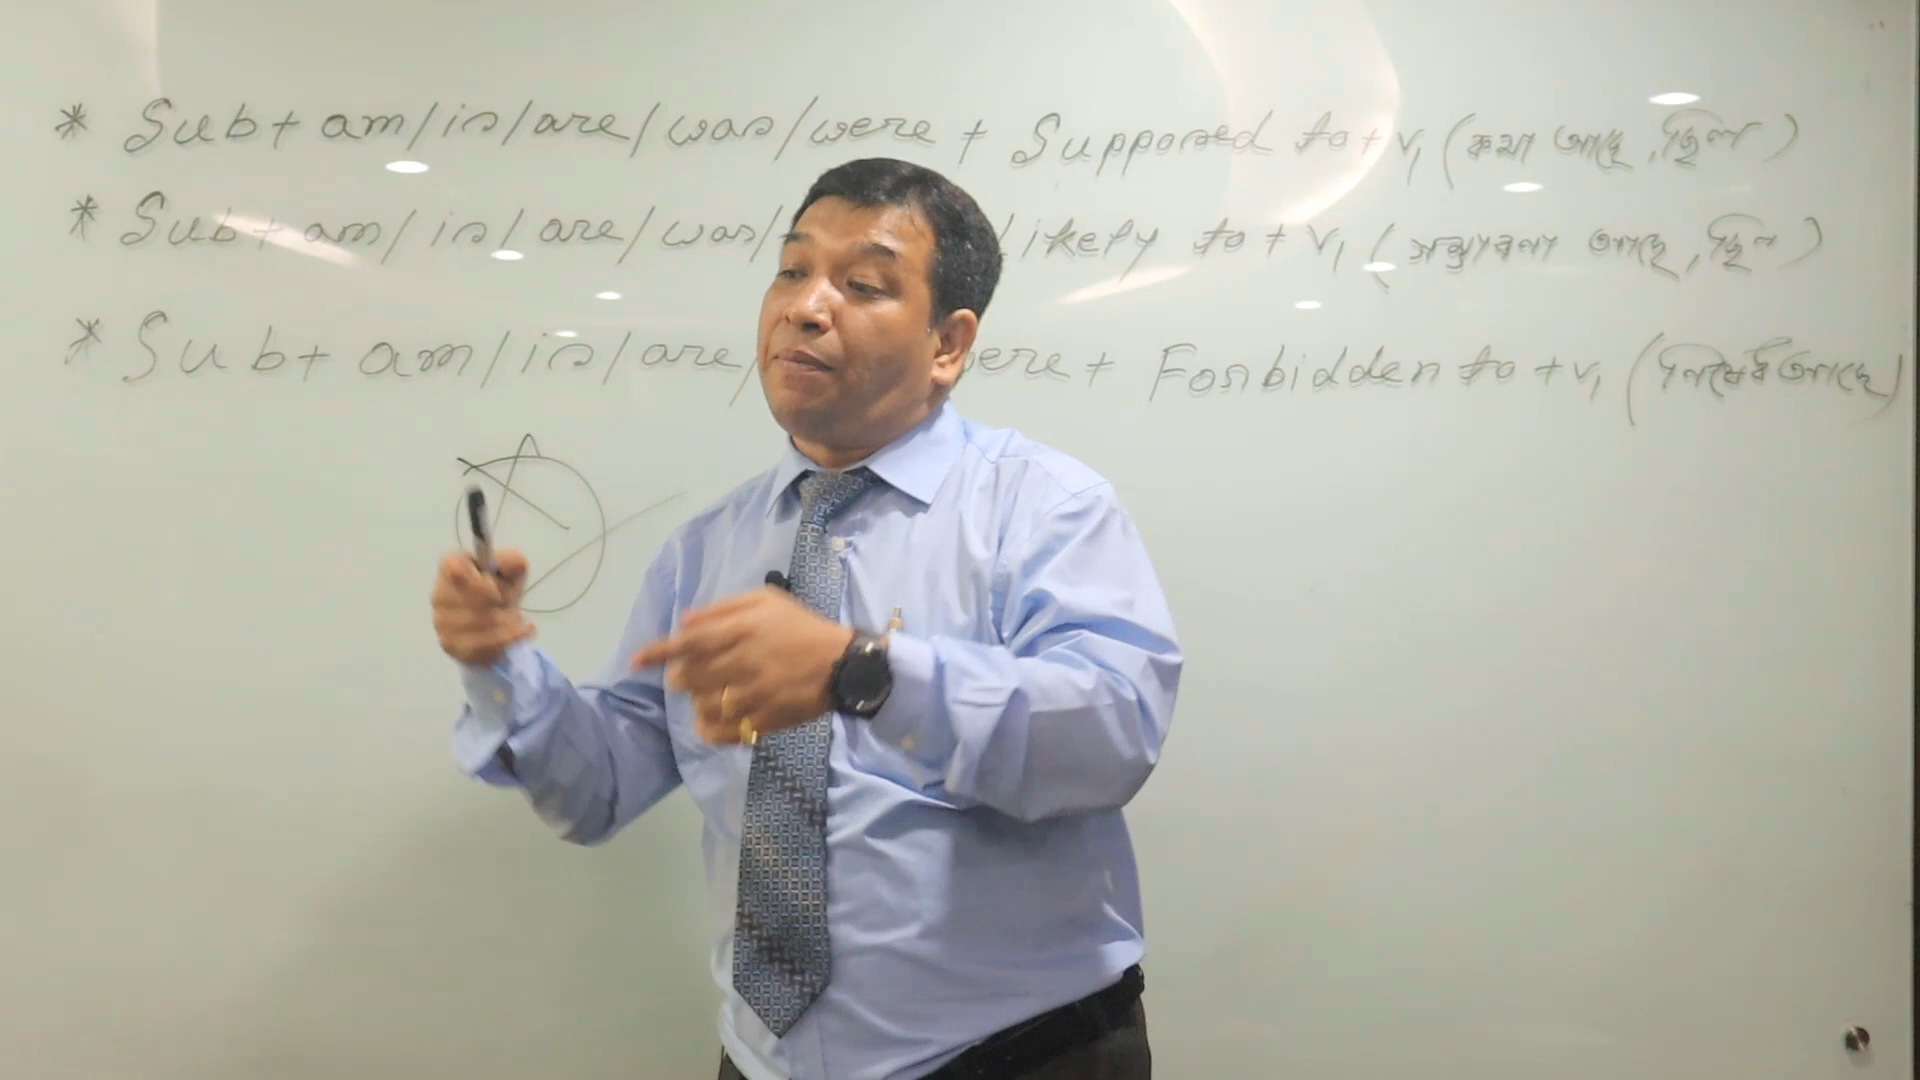 * Sub + am/is/are/was/were + Supposed to + V1 (কথা আছে, ছিল)
* Sub + am/is/are/was/ likely to + V1 (সম্ভাবনা আছে, ছিল)
* Sub + am/is/are/ were + Forbidden to + V1 (নিষেধ আছে)